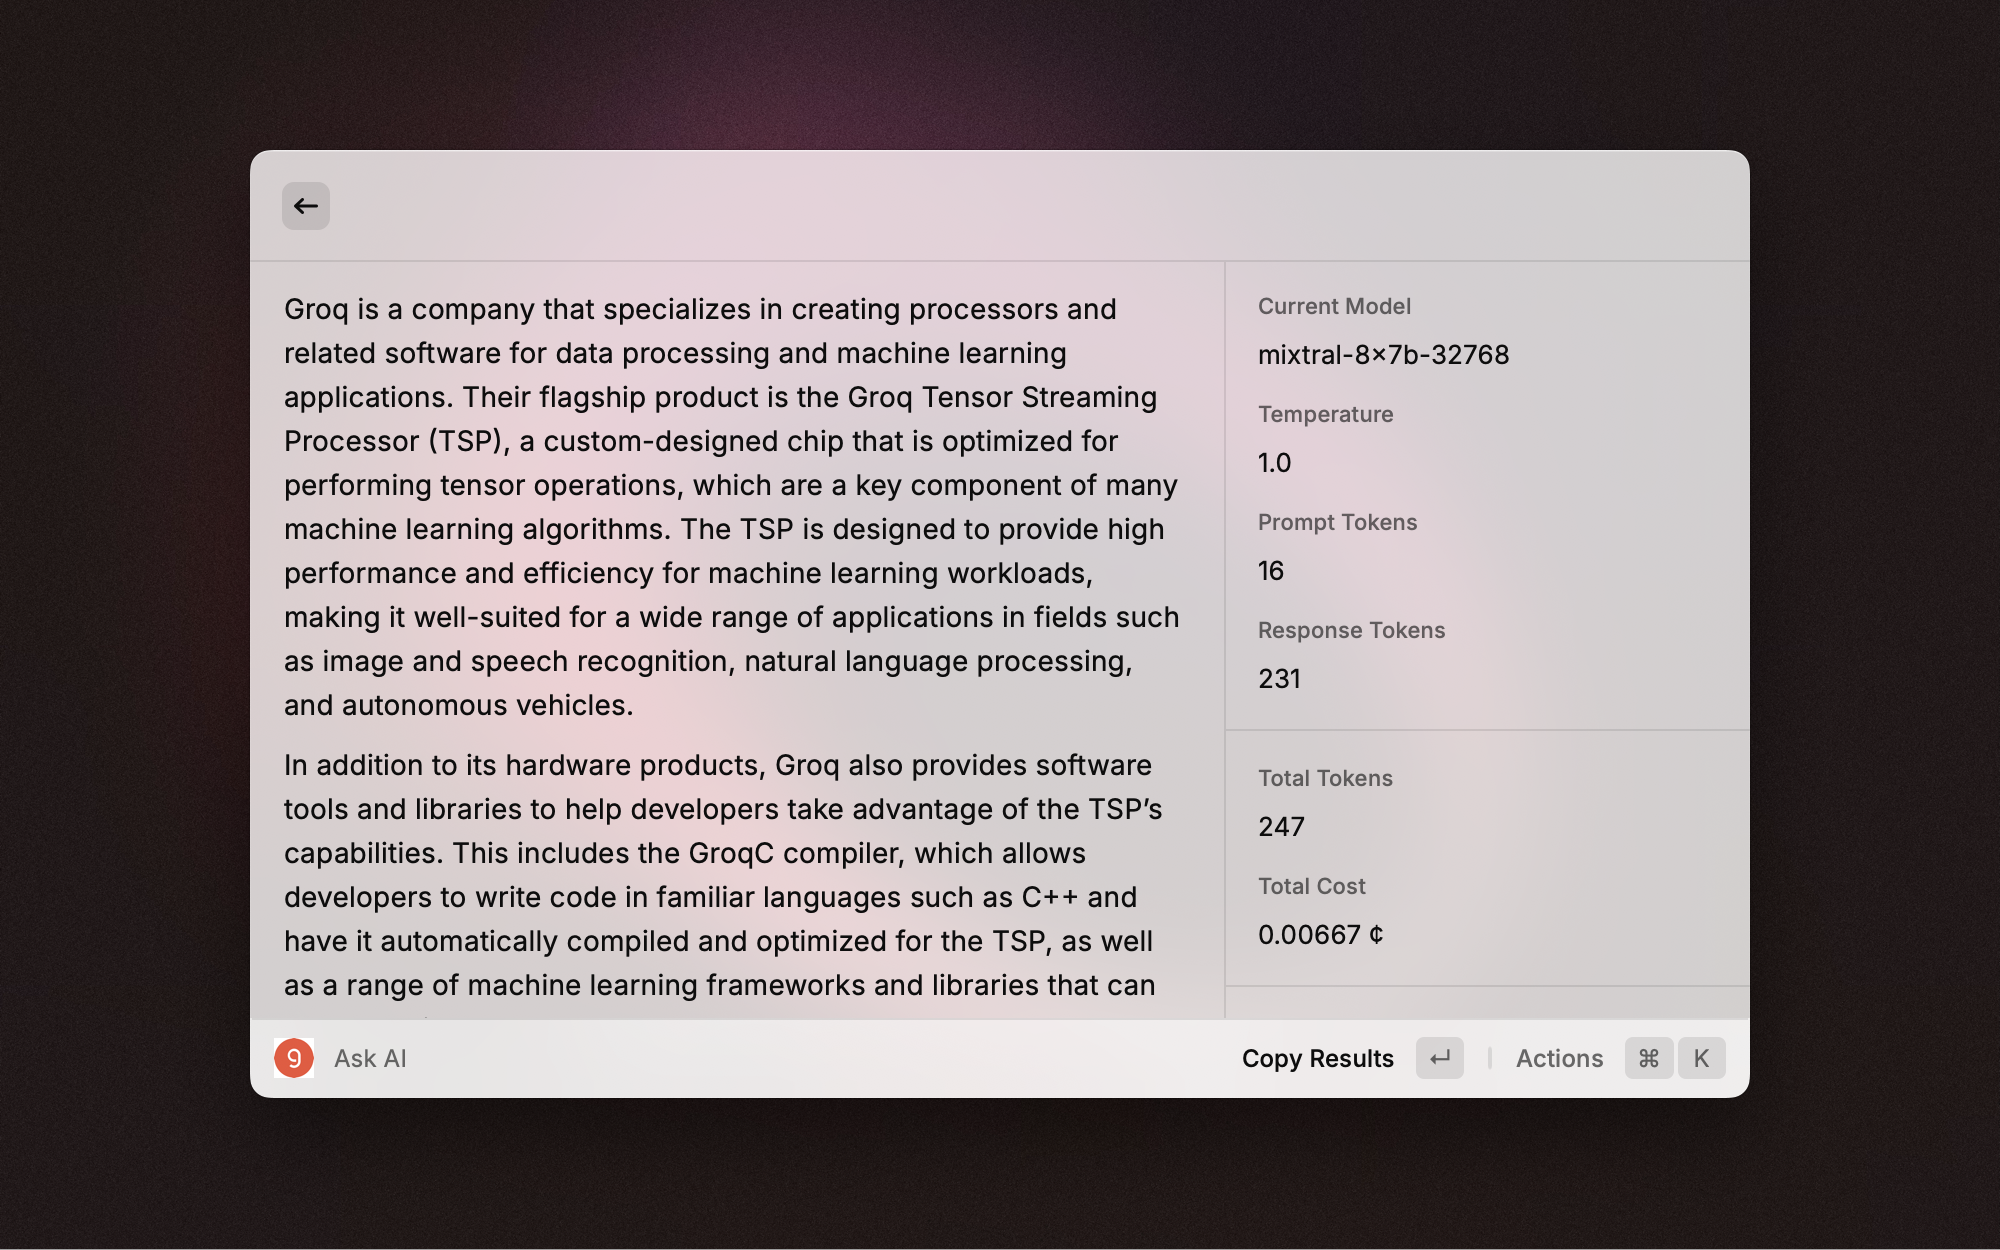 Groq is a company that specializes in creating processors and
related software for data processing and machine learning
applications. Their flagship product is the Groq Tensor Streaming
Processor (TSP), a custom-designed chip that is optimized for
performing tensor operations, which are a key component of many
machine learning algorithms. The TSP is designed to provide high
performance and efficiency for machine learning workloads,
making it well-suited for a wide range of applications in fields such
as image and speech recognition, natural language processing,
and autonomous vehicles.
In addition to its hardware products, Groq also provides software
tools and libraries to help developers take advantage of the TSP’s
capabilities. This includes the GroqC compiler, which allows
developers to write code in familiar languages such as C++ and
have it automatically compiled and optimized for the TSP, as well
as a range of machine learning frameworks and libraries that can
Current Model
mixtral-8×7b-32768
Temperature
1.0
Prompt Tokens
16
Response Tokens
231
Total Tokens
247
Total Cost
0.00667 ¢
g Ask AI
Copy Results ↵ Actions ⌘ K